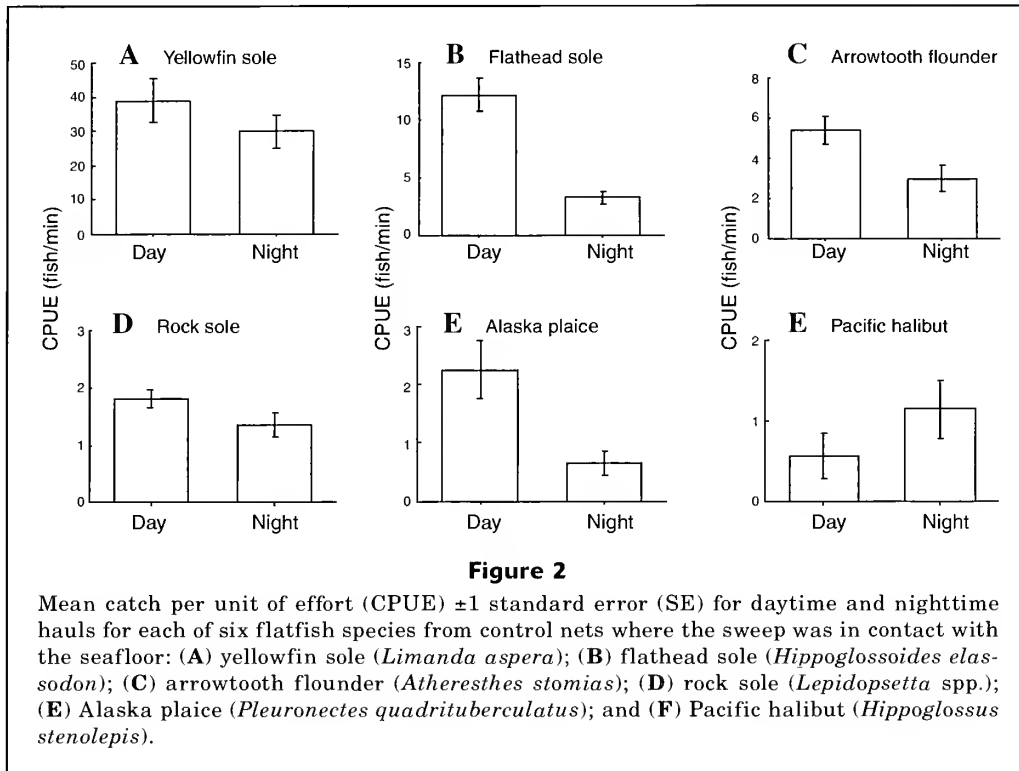 A Yellowfin sole
B Flathead sole
C Arrowtooth flounder
50
40
30
20
10
0
15
10
5
0
8
6
4
2
0
Day Night
Day Night
Day Night
CPUE (fish/min)
CPUE (fish/min)
CPUE (fish/min)
D Rock sole
E Alaska plaice
E Pacific halibut
3
2
1
0
3
2
1
0
2
1
0
Day Night
Day Night
Day Night
Figure 2
Mean catch per unit of effort (CPUE) ±1 standard error (SE) for daytime and nighttime
hauls for each of six flatfish species from control nets where the sweep was in contact with
the seafloor: (A) yellowfin sole (Limanda aspera); (B) flathead sole (Hippoglossoides elas-
sodon); (C) arrowtooth flounder (Atheresthes stomias); (D) rock sole (Lepidopsetta spp.);
(E) Alaska plaice (Pleuronectes quadrituberculatus); and (F) Pacific halibut (Hippoglossus
stenolepis).